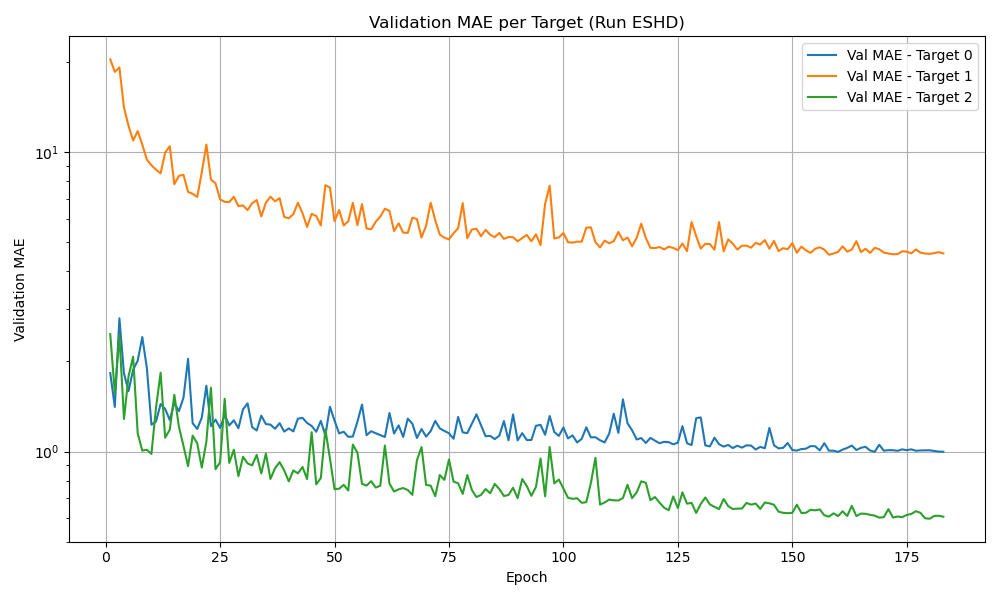 Validation MAE per Target (Run ESHD)
Val MAE - Target 0
Val MAE - Target 1
Val MAE - Target 2
Validation MAE
10¹
10⁰
0 25 50 75 100 125 150 175
Epoch